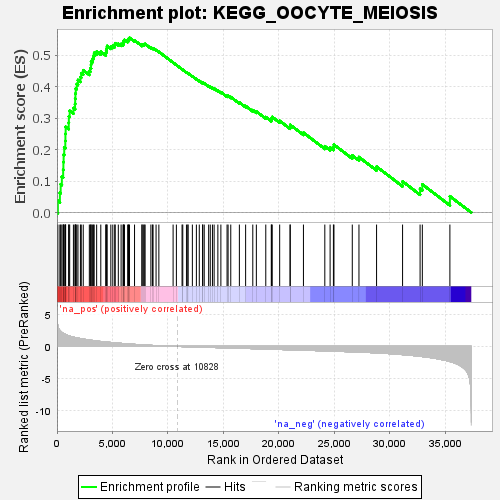 Enrichment plot: KEGG_OOCYTE_MEIOSIS
Enrichment score (ES)
0.5
0.4
0.3
0.2
0.1
0.0
'na_pos' (positively correlated)
Ranked list metric (PreRanked)
5
0
-5
-10
Zero cross at 10828
'na_neg' (negatively correlated)
0
5,000
10,000
15,000
20,000
25,000
30,000
35,000
Rank in Ordered Dataset
Enrichment profile
Hits
Ranking metric scores